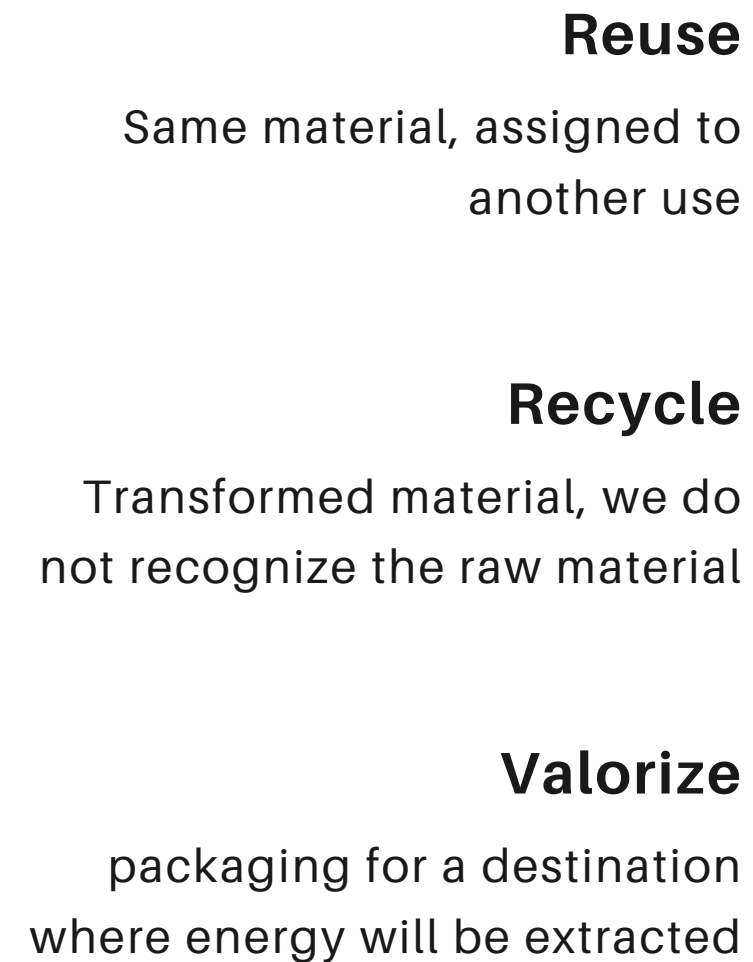 Reuse
Same material, assigned to
another use
Recycle
Transformed material, we do
not recognize the raw material
Valorize
packaging for a destination
where energy will be extracted